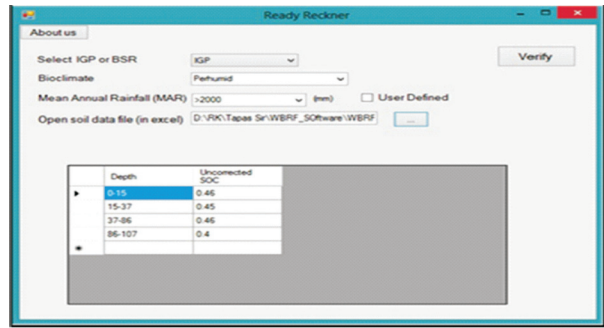 Ready Reckner
About us
Select IGP or BSR IGP Verify
Bioclimate Perhumid
Mean Annual Rainfall (MAR) >2000 (mm) User Defined
Open soil data file (in excel) D:\RK\Tapas Sir\WBRF_SOftware\WBRF ...
Depth Uncorrected SOC
0-15 0.46
15-37 0.45
37-86 0.46
86-107 0.4